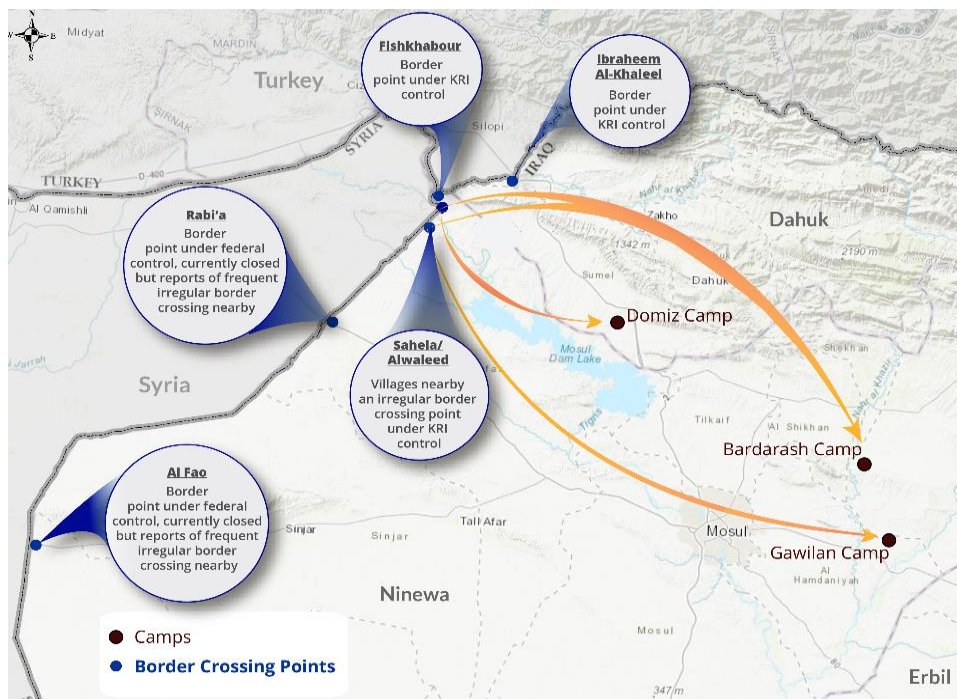 N
W
E
S
Midyat
MARDIN
SIRNAK
Turkey
Fishkhabour
Border
point under KRI
control
Ibraheem
Al-Khaleel
Border
point under
KRI control
Silopi
SYRIA
IRAQ
TURKEY
D-400
Al Qamishli
Zakho
Nahr al Khazir
Dahuk
1342 m
2190 m
Sumel
Dahuk
Rabi'a
Border
point under federal
control, currently closed
but reports of frequent
irregular border
crossing nearby
Domiz Camp
Sahela/
Alwaleed
Villages nearby
an irregular border
crossing point
under KRI
control
Mosul
Dam Lake
Shekhan
Syria
Jarrah
Tigris
Tilkaif
Al Shikhan
Bardarash Camp
Al Fao
Border
point under federal
control, currently closed
but reports of frequent
irregular border
crossing nearby
Sinjar
Sinjar
Tall Afar
Mosul
Gawilan Camp
Al
Hamdaniyah
Ninewa
Camps
Border Crossing Points
Mosul
347 m
Erbil